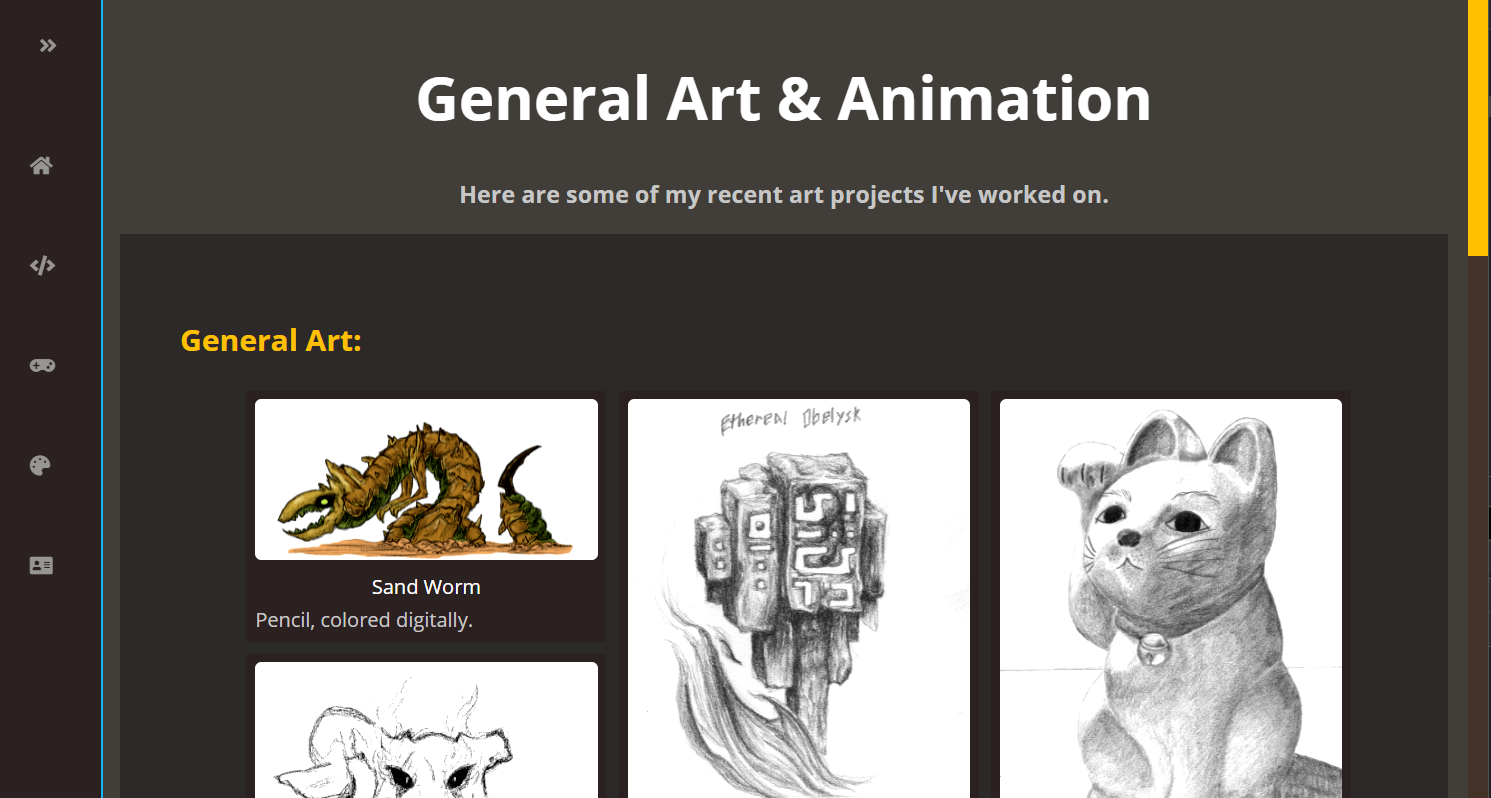 General Art & Animation
Here are some of my recent art projects I've worked on.
General Art:
Ethereal Obelysk
Sand Worm
Pencil, colored digitally.